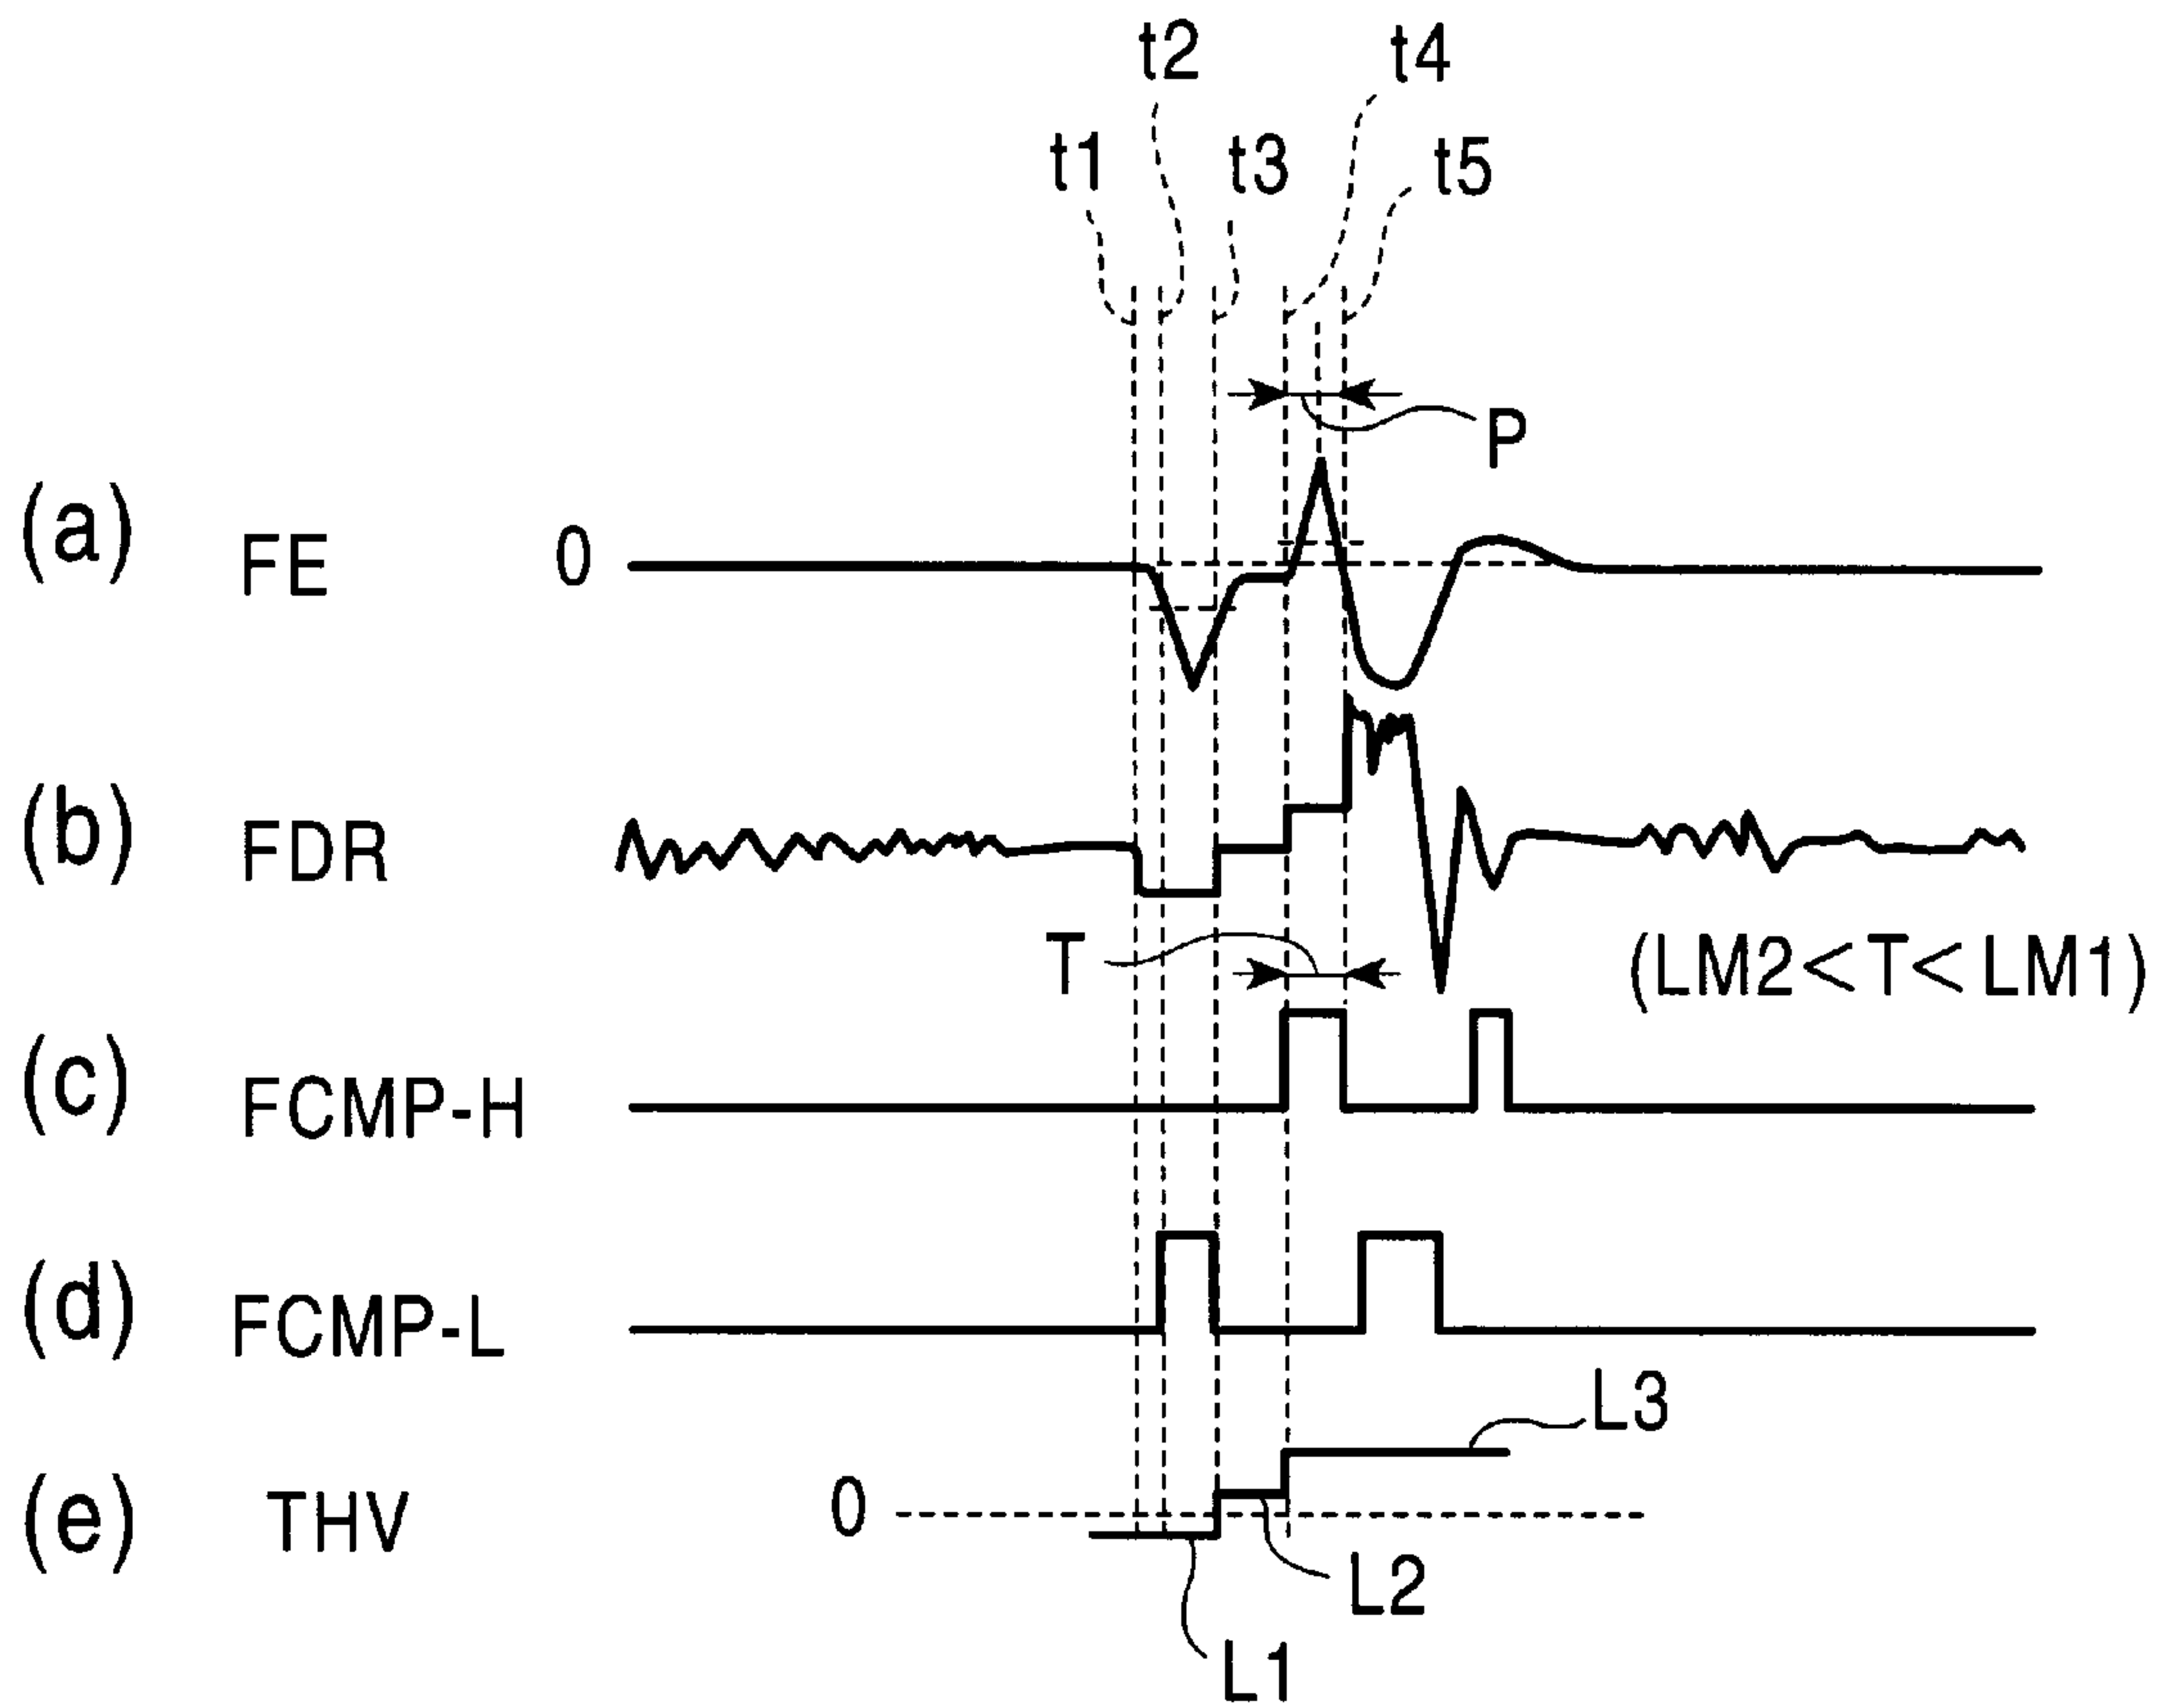 t2
t4
t1
t3
t5
P
(a) FE 0
(b) FDR
T
(LM2<T<LM1)
(c) FCMP-H
(d) FCMP-L
L3
(e) THV 0
L2
L1